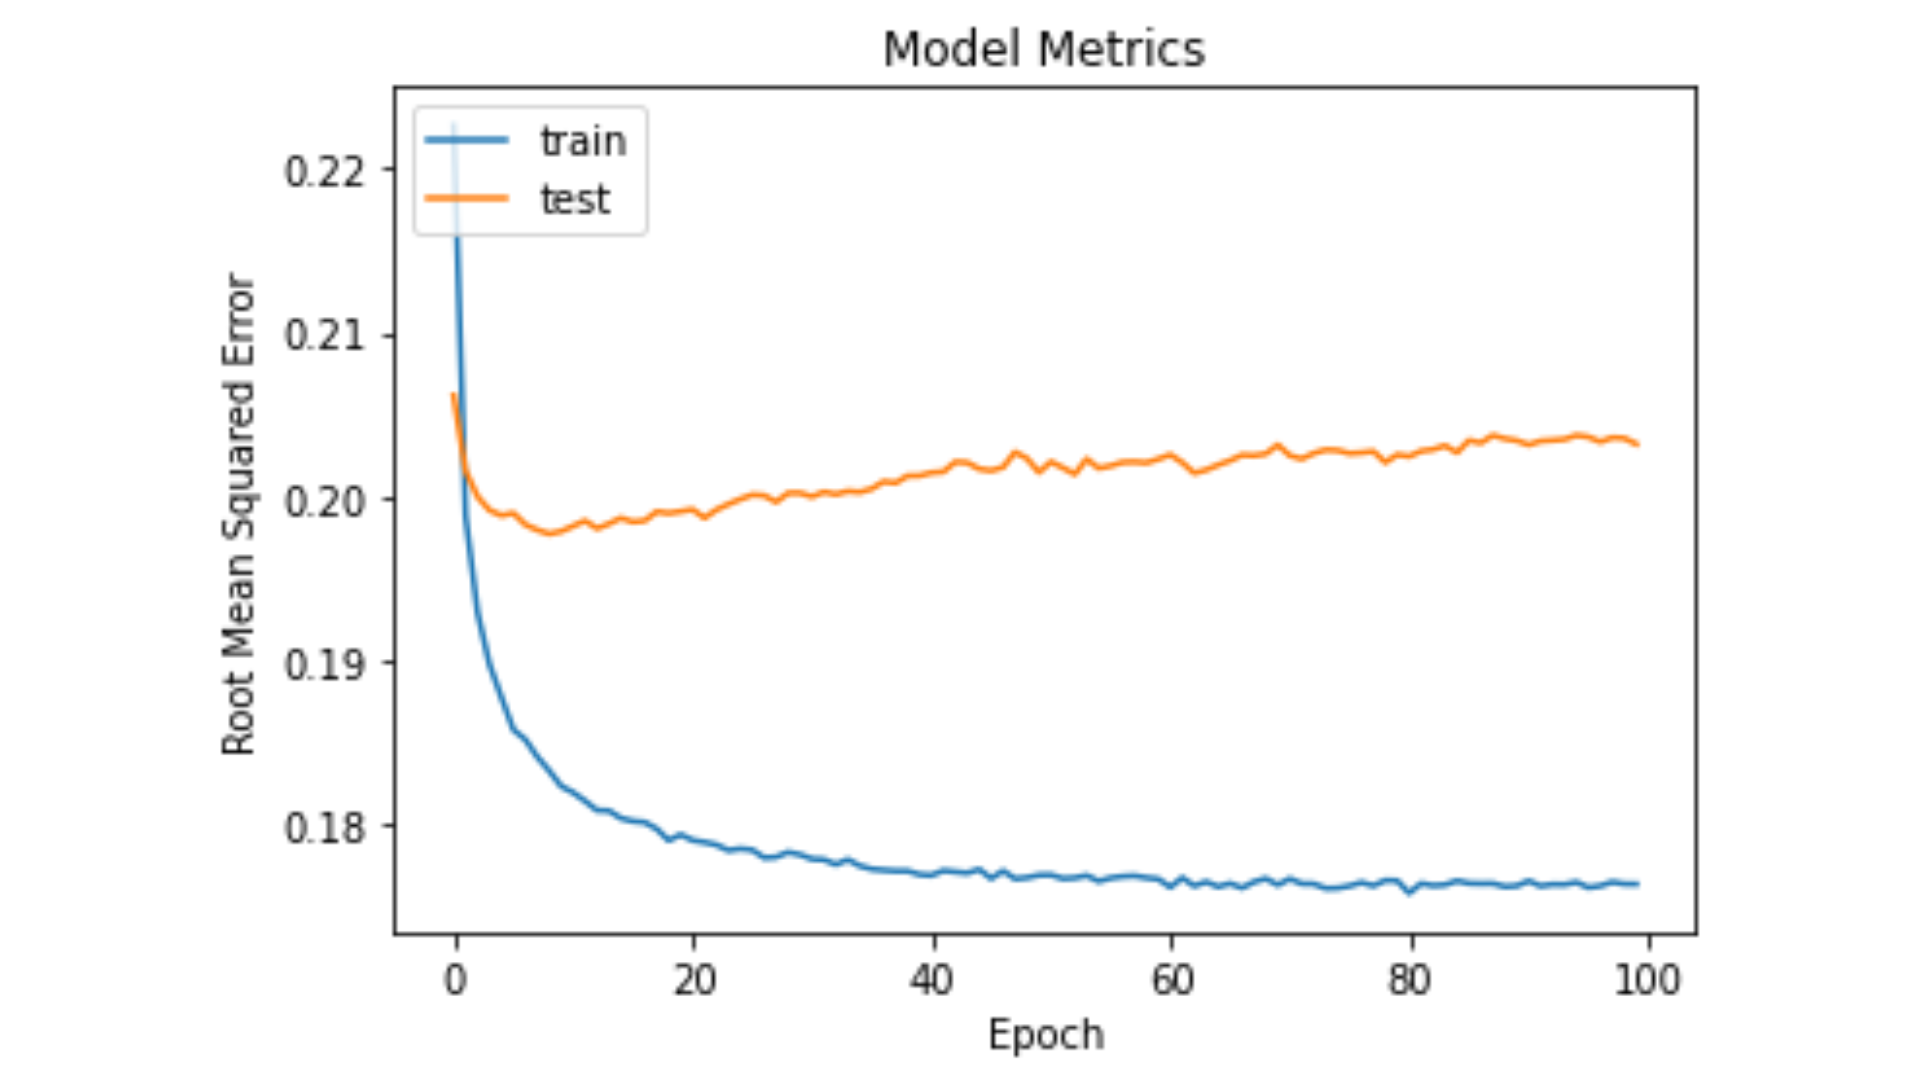 Model Metrics
train
test
0.22
0.21
0.20
0.19
0.18
Root Mean Squared Error
0 20 40 60 80 100
Epoch